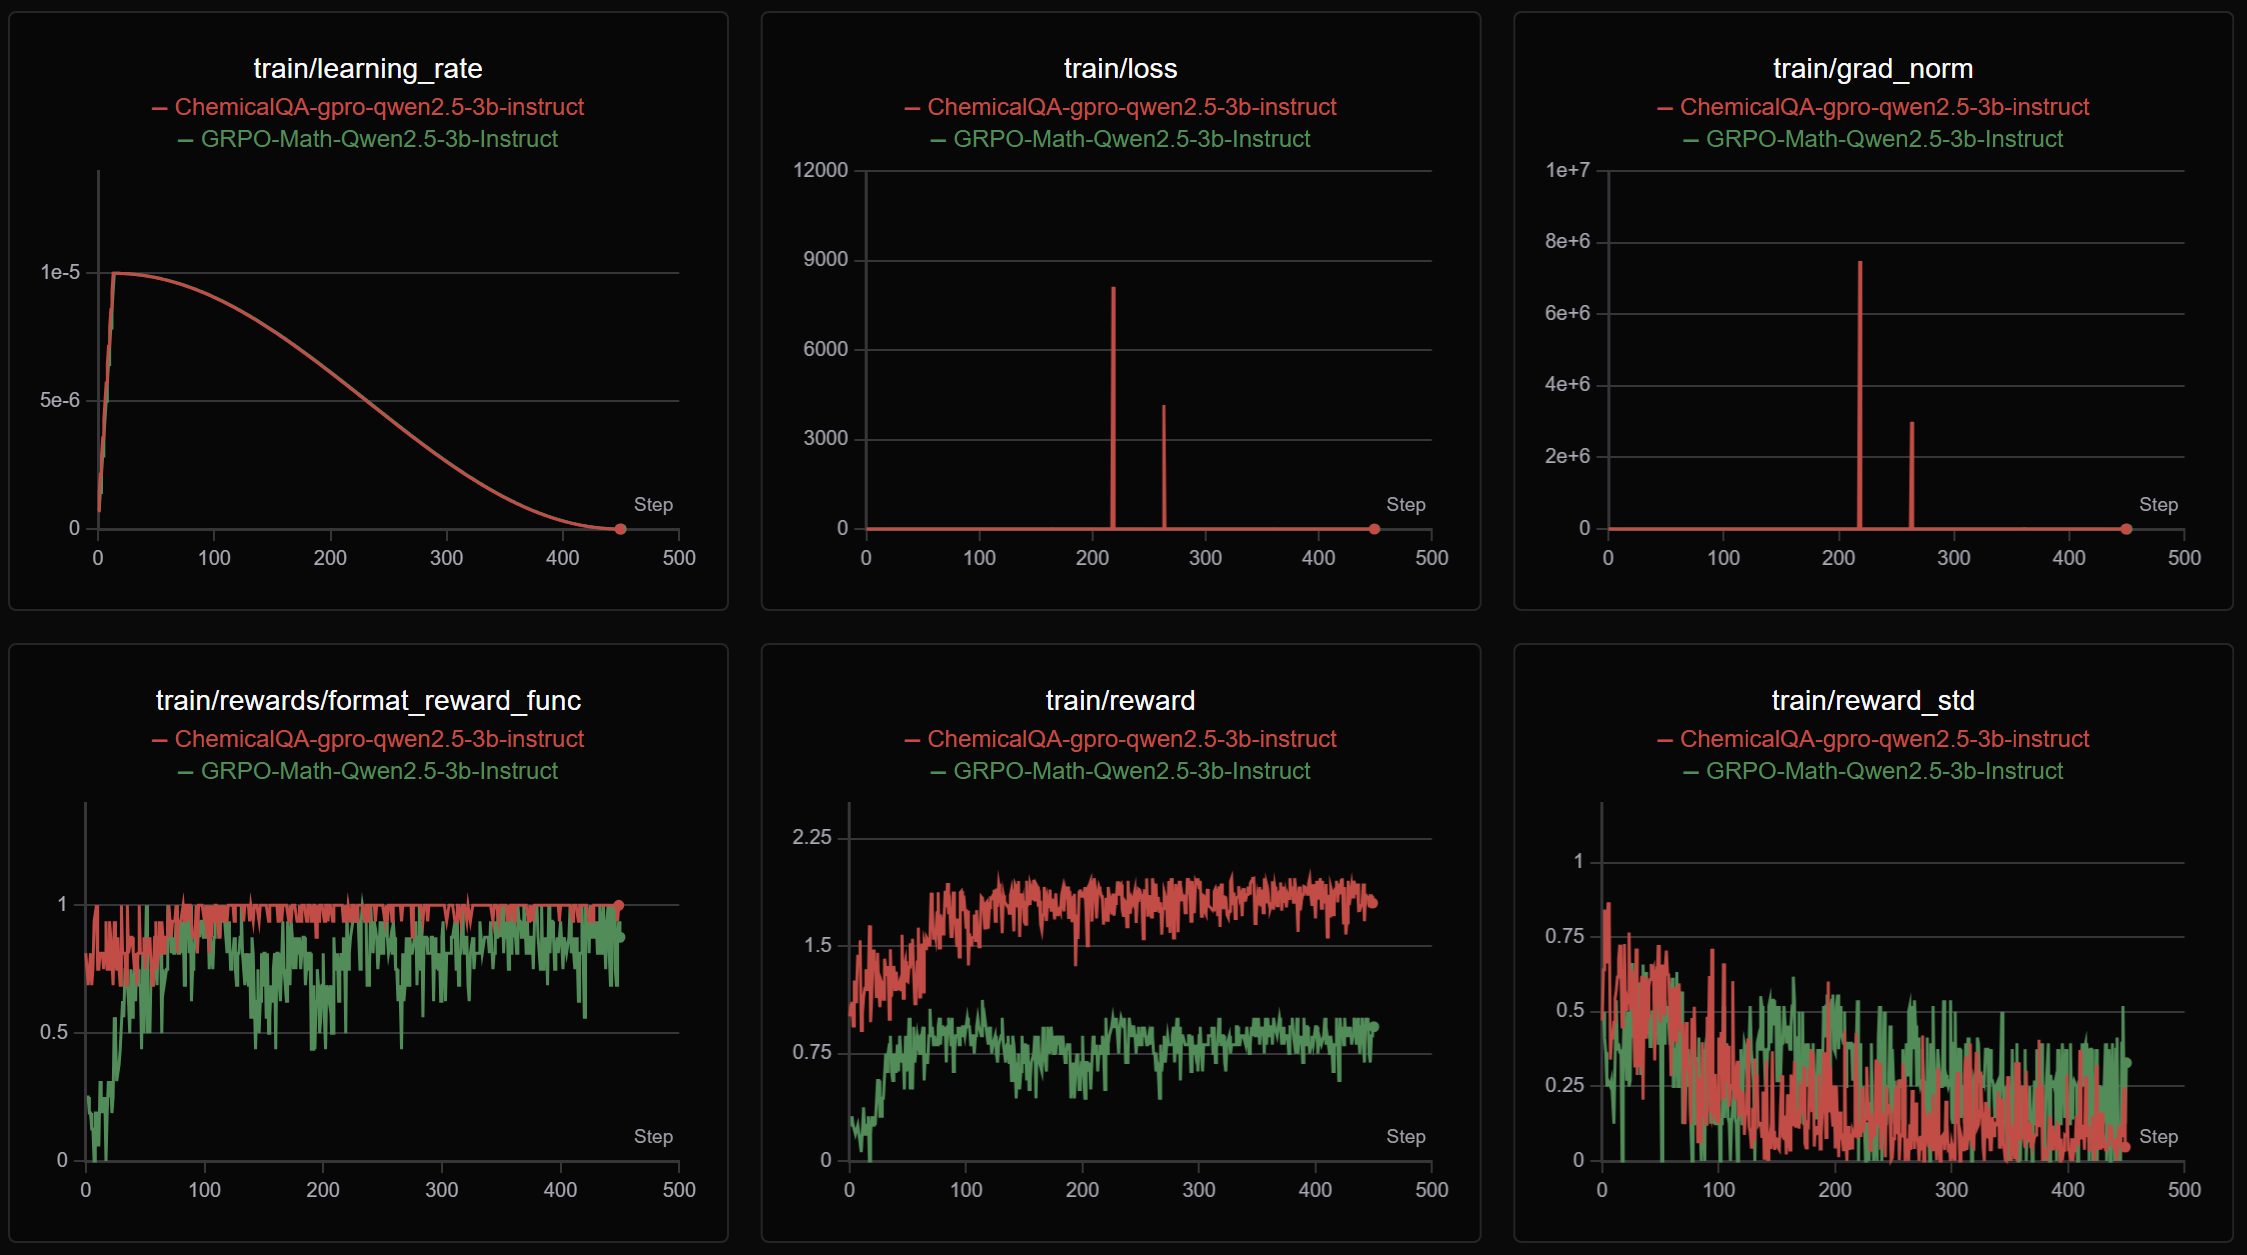 train/learning_rate
ChemicalQA-gpro-qwen2.5-3b-instruct
GRPO-Math-Qwen2.5-3b-Instruct
1e-5
5e-6
0
Step
0 100 200 300 400 500
train/loss
ChemicalQA-gpro-qwen2.5-3b-instruct
GRPO-Math-Qwen2.5-3b-Instruct
12000
9000
6000
3000
0
Step
0 100 200 300 400 500
train/grad_norm
ChemicalQA-gpro-qwen2.5-3b-instruct
GRPO-Math-Qwen2.5-3b-Instruct
1e+7
8e+6
6e+6
4e+6
2e+6
0
Step
0 100 200 300 400 500
train/rewards/format_reward_func
ChemicalQA-gpro-qwen2.5-3b-instruct
GRPO-Math-Qwen2.5-3b-Instruct
1
0.5
0
Step
0 100 200 300 400 500
train/reward
ChemicalQA-gpro-qwen2.5-3b-instruct
GRPO-Math-Qwen2.5-3b-Instruct
2.25
1.5
0.75
0
Step
0 100 200 300 400 500
train/reward_std
ChemicalQA-gpro-qwen2.5-3b-instruct
GRPO-Math-Qwen2.5-3b-Instruct
1
0.75
0.5
0.25
0
Step
0 100 200 300 400 500